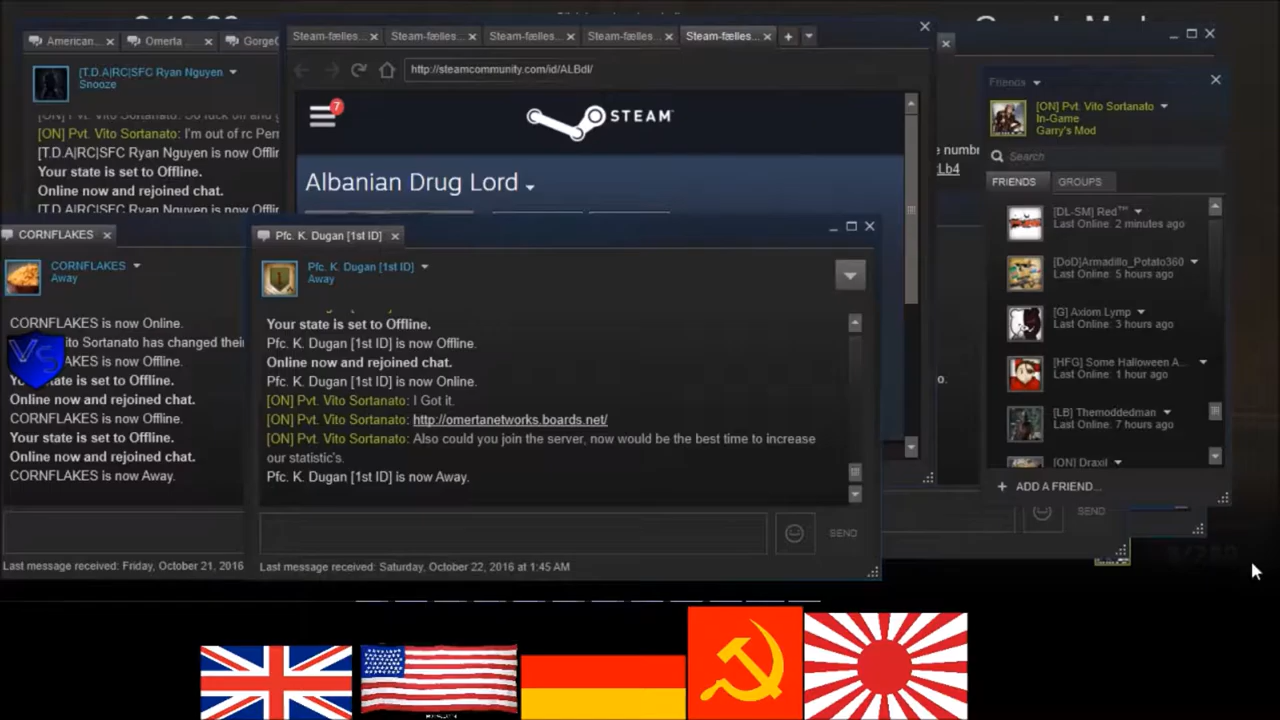 American...
Omerta
GorgeC
[T.D.A|RC|SFC Ryan Nguyen
Snooze
[ON] Pvt. Vito Sortanato: I'm out of rc Perr
[T.D.A|RC|SFC Ryan Nguyen is now Offlir
Your state is set to Offline.
Online now and rejoined chat.
Steam-fælles...
Steam-fælles...
Steam-fælles...
Steam-fælles...
Steam-fælles...
http://steamcommunity.com/id/ALBdl/
7
STEAM™
Albanian Drug Lord
e numbr
Lb4
o.
CORNFLAKES
CORNFLAKES
Away
CORNFLAKES is now Online.
ito Sortanato has changed their
AKES is now Offline.
state is set to Offline.
Online now and rejoined chat.
CORNFLAKES is now Offline.
Your state is set to Offline.
Online now and rejoined chat.
CORNFLAKES is now Away.
Last message received: Friday, October 21, 2016
VS
Pfc. K. Dugan [1st ID]
Pfc. K. Dugan [1st ID]
Away
Your state is set to Offline.
Pfc. K. Dugan [1st ID] is now Offline.
Online now and rejoined chat.
Pfc. K. Dugan [1st ID] is now Online.
[ON] Pvt. Vito Sortanato: I Got it.
[ON] Pvt. Vito Sortanato: http://omertanetworks.boards.net/
[ON] Pvt. Vito Sortanato: Also could you join the server, now would be the best time to increase
our statistic's.
Pfc. K. Dugan [1st ID] is now Away.
SEND
Last message received: Saturday, October 22, 2016 at 1:45 AM
Friends
[ON] Pvt. Vito Sortanato
In-Game
Garry's Mod
Search
FRIENDS
GROUPS
[DL-SM] Red™
Last Online: 2 minutes ago
[DoD]Armadillo_Potato360
Last Online: 5 hours ago
[G] Axiom Lymp
Last Online: 3 hours ago
[HFG] Some Halloween A...
Last Online: 1 hour ago
[LB] Themoddedman
Last Online: 7 hours ago
[ON] Draxil
+ ADD A FRIEND...
SEND